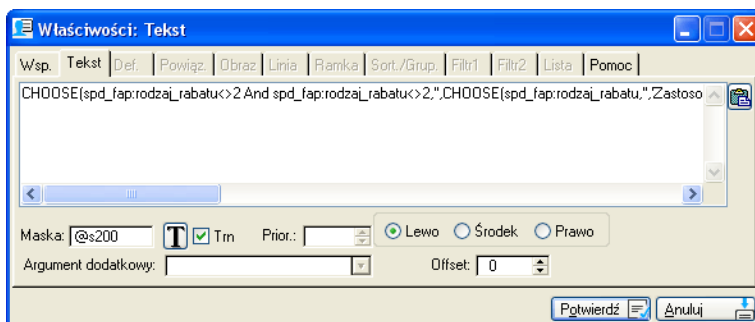 Właściwości: Tekst
Wsp. Tekst Def. Powiąz. Obraz Linia Ramka Sort./Grup. Filtr1 Filtr2 Lista Pomoc
CHOOSE(spd_fap:rodzaj_rabatu<>2 And spd_fap:rodzaj_rabatu<>2,'',CHOOSE(spd_fap:rodzaj_rabatu,'',Zastoso
Maska: @s200 T Trn Prior.: Lewo Środek Prawo
Argument dodatkowy: Offset: 0
Potwierdź Anuluj